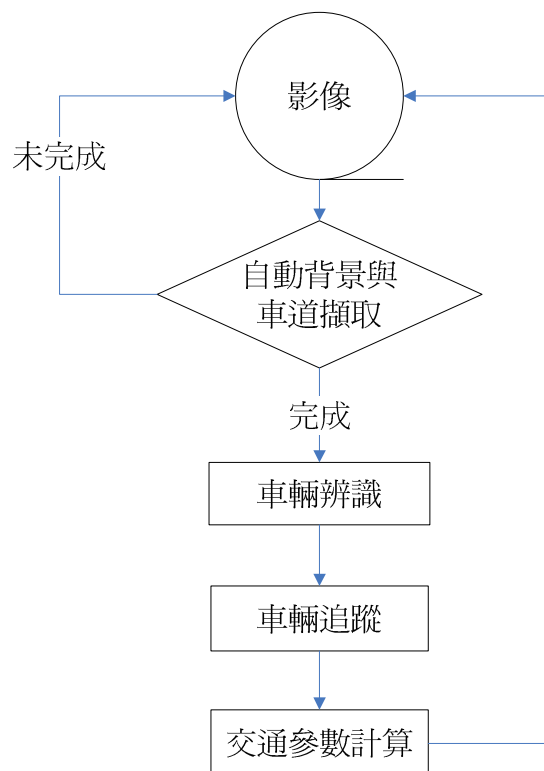 影像
未完成
自動背景與
車道擷取
完成
車輛辨識
車輛追蹤
交通參數計算